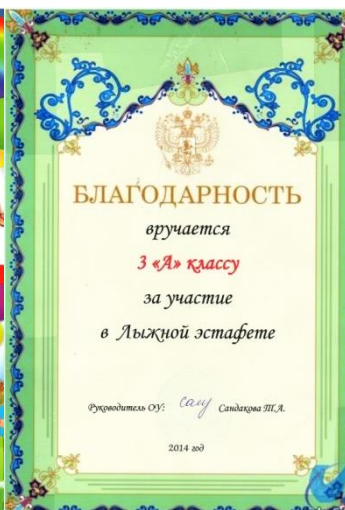 БЛАГОДАРНОСТЬ
вручается
3 «А» классу
за участие
в Лыжной эстафете
Руководитель ОУ: Сандакова Т.А.
2014 год